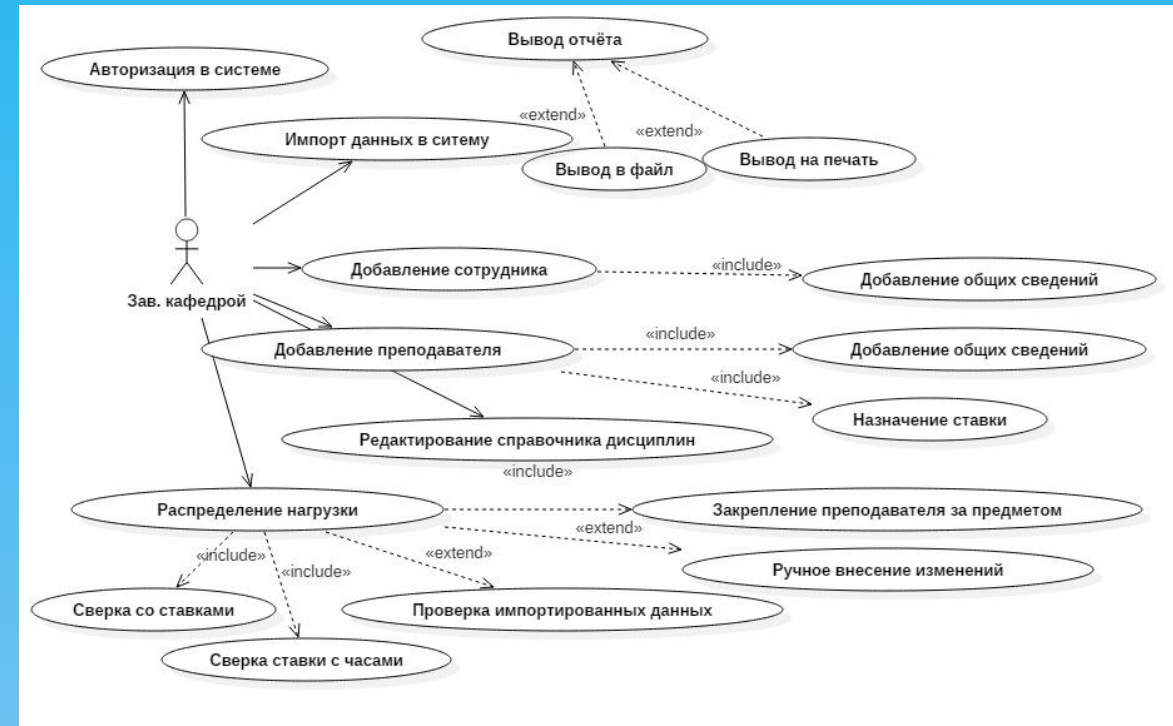 Вывод отчёта
Авторизация в системе
«extend»
«extend»
Импорт данных в ситему
Вывод в файл
Вывод на печать
Добавление сотрудника
«include»
Добавление общих сведений
Зав. кафедрой
Добавление преподавателя
«include»
Добавление общих сведений
«include»
Назначение ставки
Редактирование справочника дисциплин
«include»
Распределение нагрузки
Закрепление преподавателя за предметом
«extend»
«include»
«include»
«extend»
Ручное внесение изменений
Сверка со ставками
Проверка импортированных данных
Сверка ставки с часами